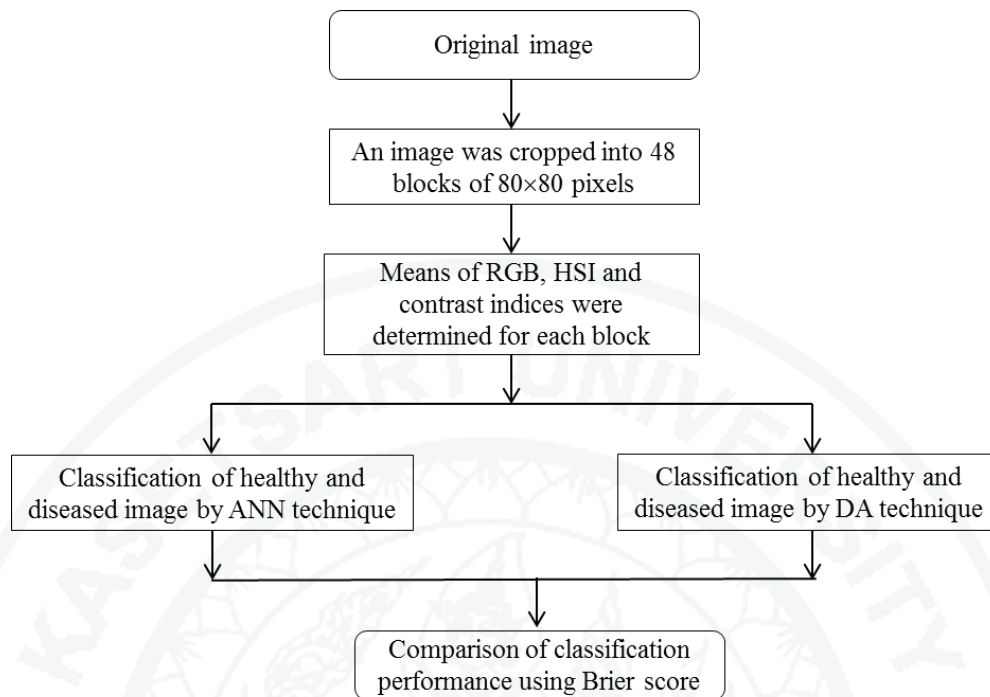 Original image
An image was cropped into 48
blocks of 80×80 pixels
Means of RGB, HSI and
contrast indices were
determined for each block
Classification of healthy and
diseased image by ANN technique
Classification of healthy and
diseased image by DA technique
Comparison of classification
performance using Brier score
KASETSART UNIVERSITY